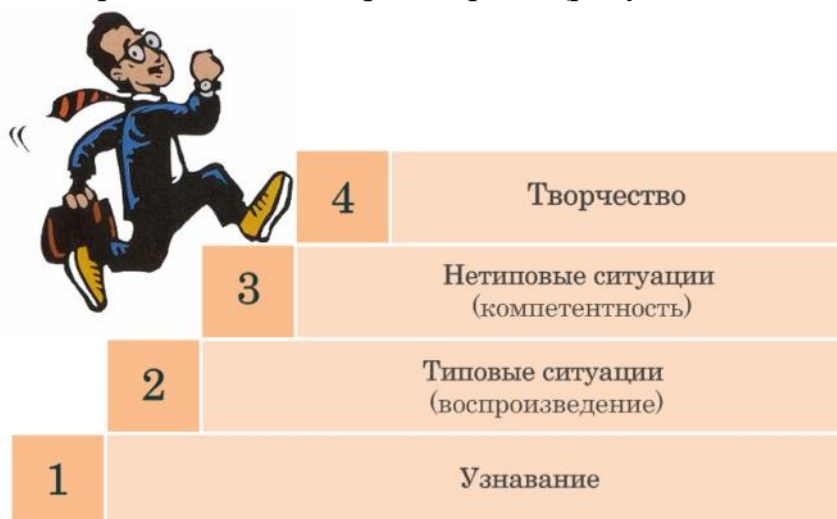 4 Творчество
3 Нетиповые ситуации
(компетентность)
2 Типовые ситуации
(воспроизведение)
1 Узнавание